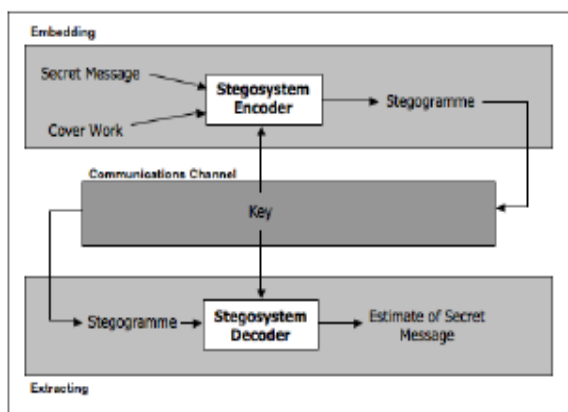 Embedding
Secret Message
Stegosystem
Encoder
Stegogramme
Cover Work
Communications Channel
Key
Stegogramme
Stegosystem
Decoder
Estimate of Secret
Message
Extracting